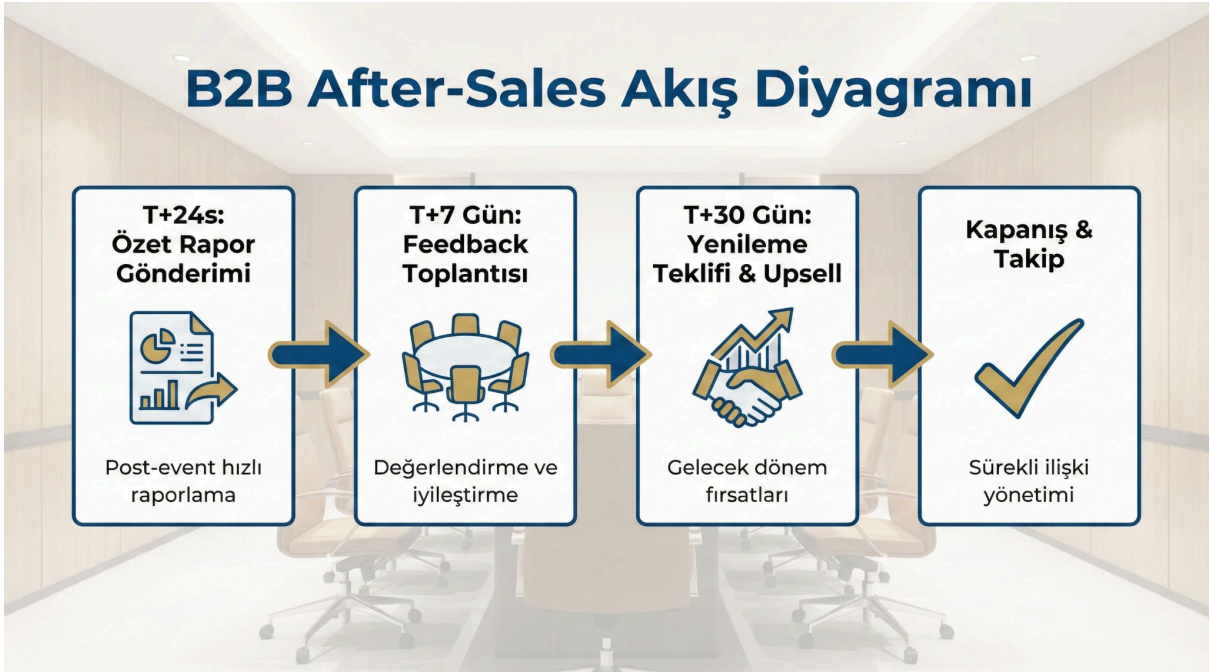 B2B After-Sales Akış Diyagramı
T+24s:
Özet Rapor
Gönderimi
Post-event hızlı
raporlama
T+7 Gün:
Feedback
Toplantısı
Değerlendirme ve
iyileştirme
T+30 Gün:
Yenileme
Teklifi & Upsell
Gelecek dönem
fırsatları
Kapanış &
Takip
Sürekli ilişki
yönetimi